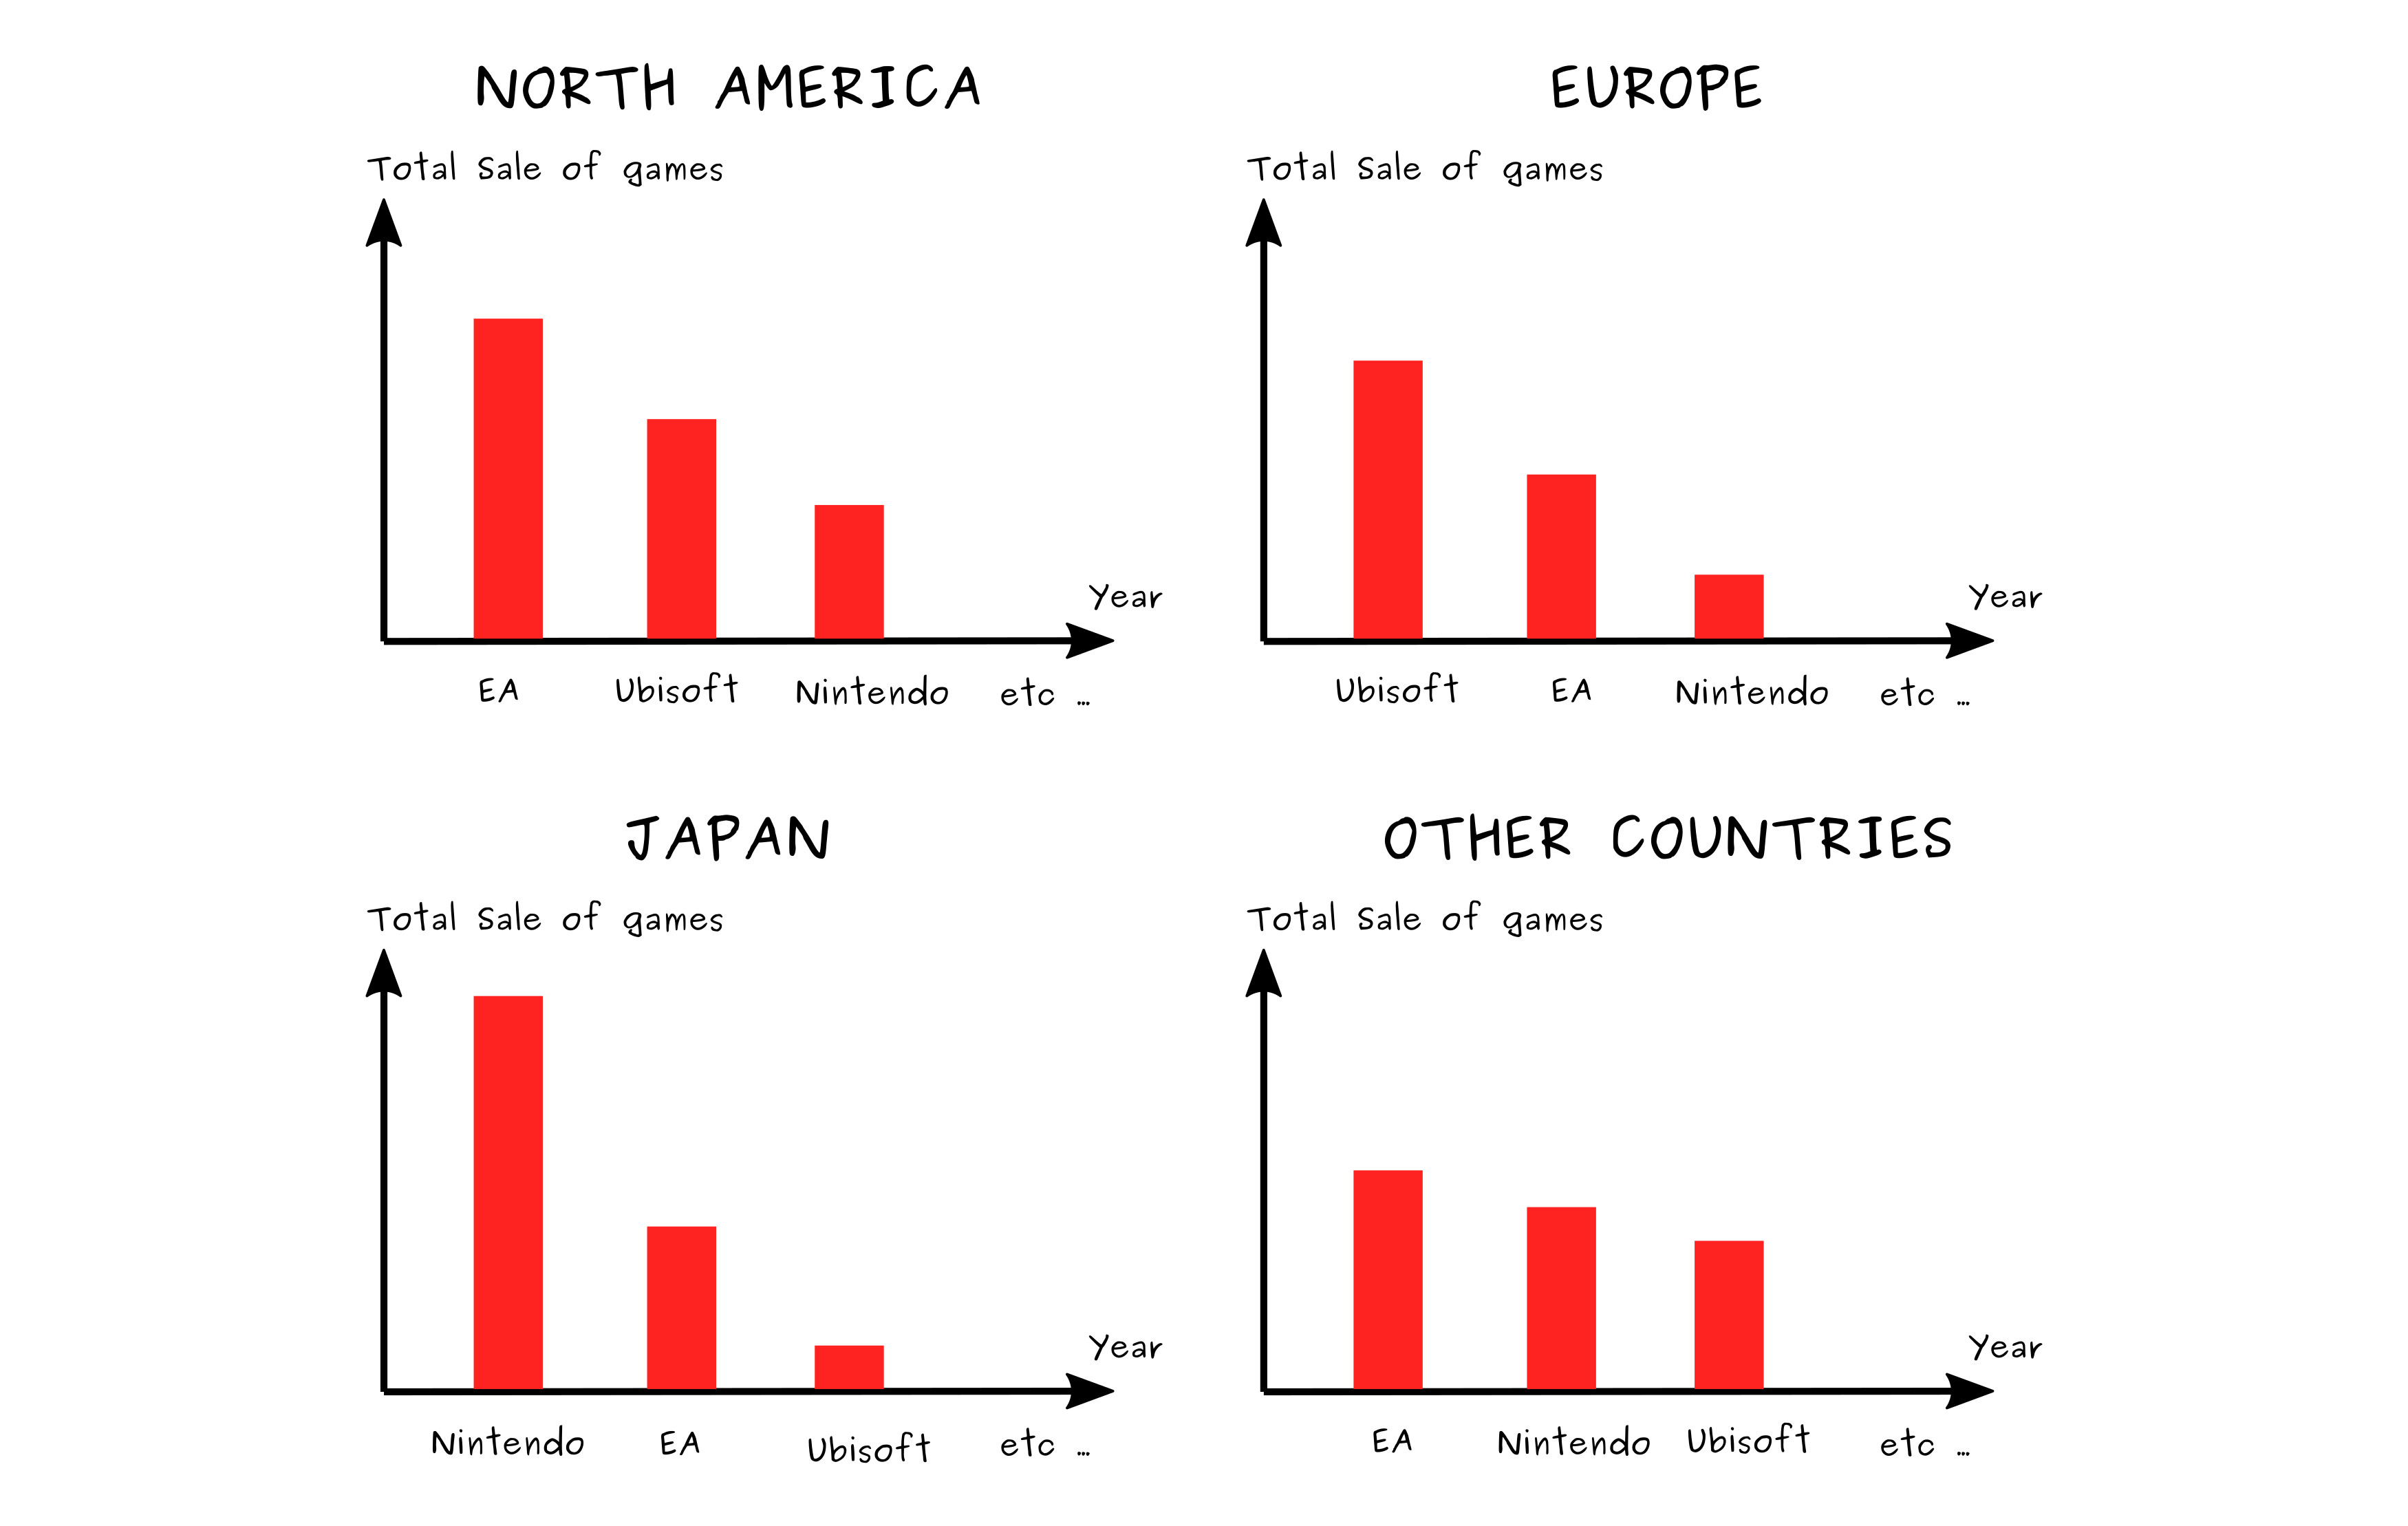 NORTH AMERICA
Total Sale of games
Year
EA Ubisoft Nintendo etc ...
EUROPE
Total Sale of games
Year
Ubisoft EA Nintendo etc ...
JAPAN
Total Sale of games
Year
Nintendo EA Ubisoft etc ...
OTHER COUNTRIES
Total Sale of games
Year
EA Nintendo Ubisoft etc ...